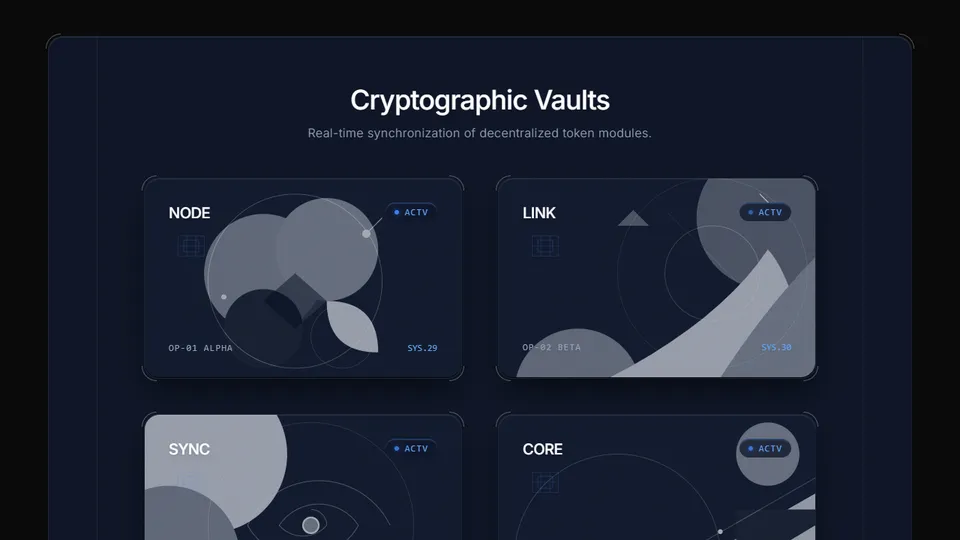 Cryptographic Vaults
Real-time synchronization of decentralized token modules.
NODE
ACTV
OP-01 ALPHA
SYS.29
LINK
ACTV
OP-02 BETA
SYS.30
SYNC
ACTV
CORE
ACTV